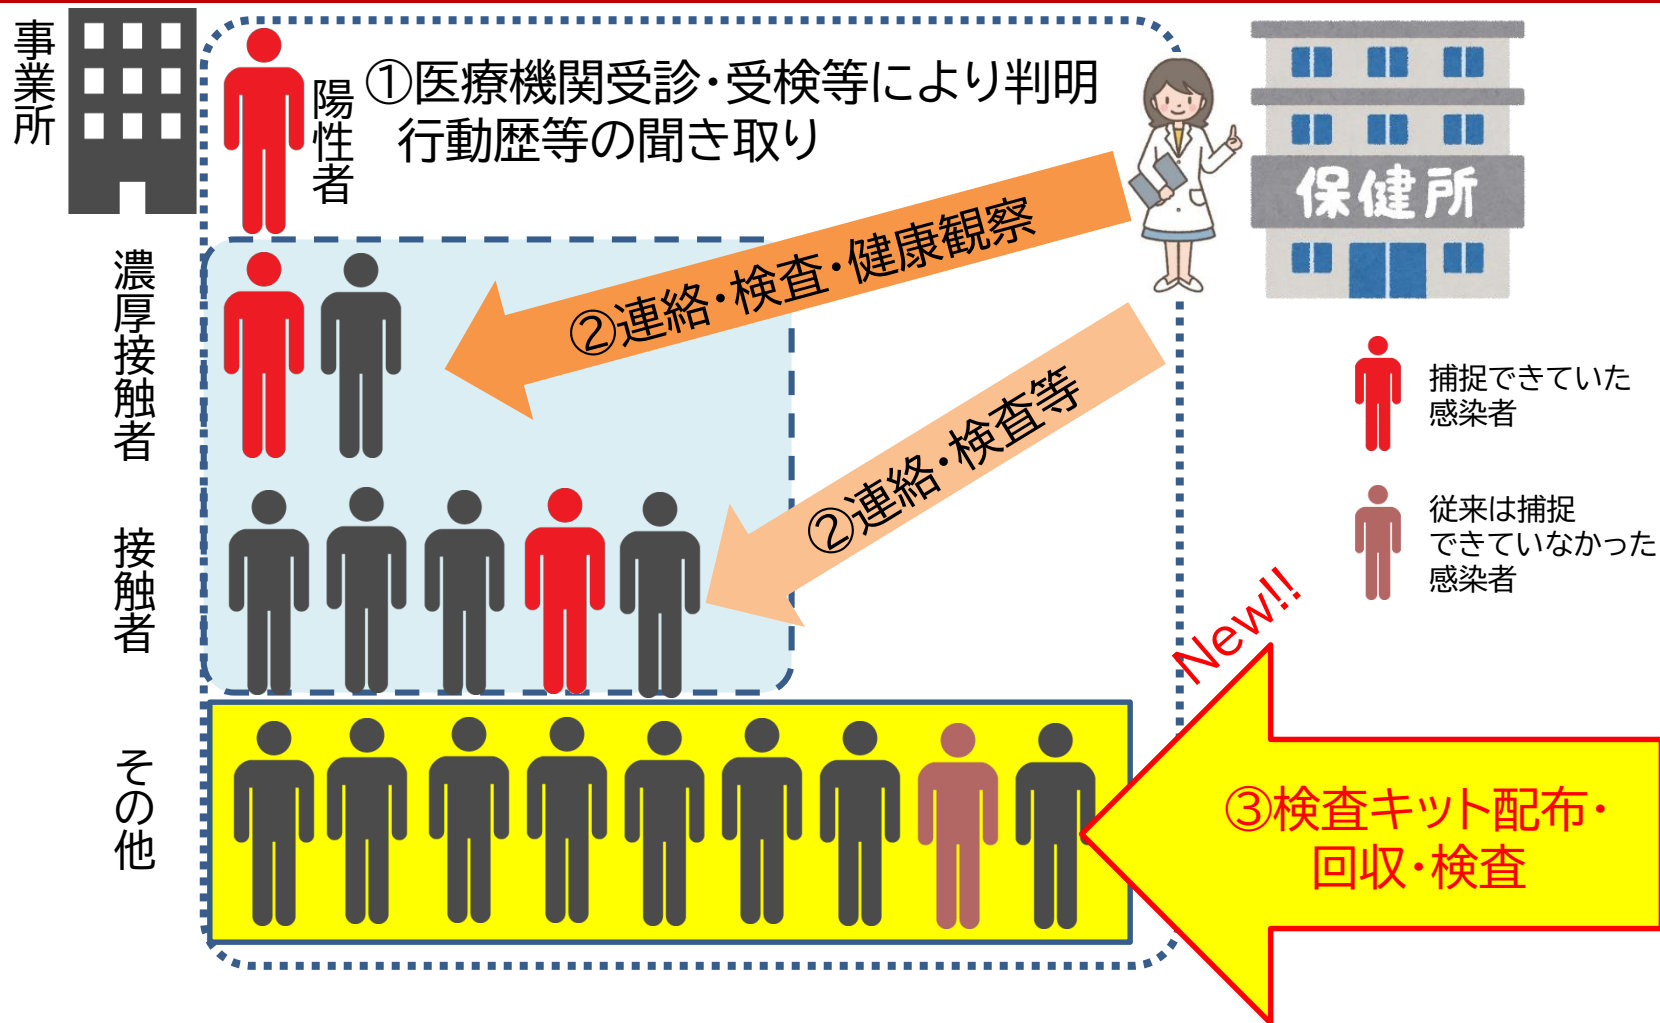 事業所
陽性者
①医療機関受診・受検等により判明
行動歴等の聞き取り
保健所
濃厚接触者
②連絡・検査・健康観察
②連絡・検査等
捕捉できていた
感染者
従来は捕捉
できていなかった
感染者
接触者
New!!
その他
③検査キット配布・
回収・検査